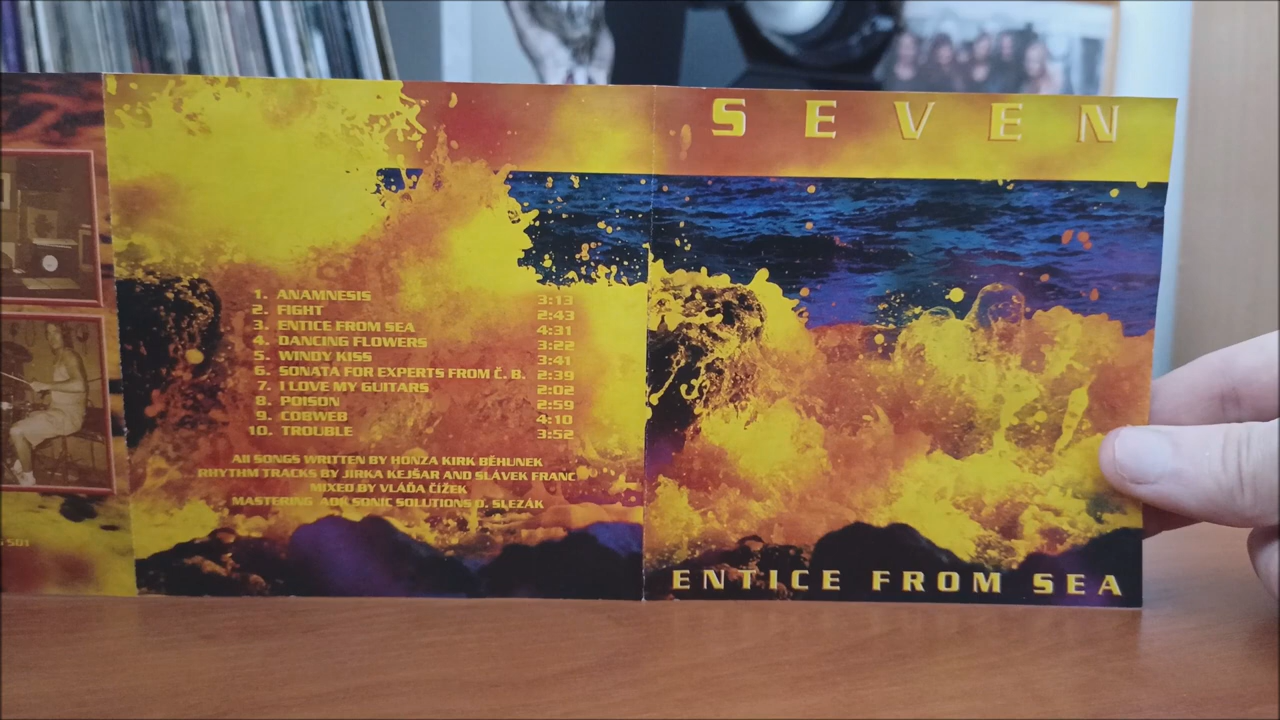 SEVEN
1. ANAMNESIS 3:13
2. FIGHT 2:43
3. ENTICE FROM SEA 4:31
4. DANCING FLOWERS 3:22
5. WINDY KISS 3:41
6. SONATA FOR EXPERTS FROM Č. B. 2:39
7. I LOVE MY GUITARS 2:02
8. POISON 2:59
9. COBWEB 4:10
10. TROUBLE 3:52
All SONGS WRITTEN BY HONZA KIRK BĚHUNEK
RHYTHM TRACKS BY JIRKA KEJŠAR AND SLÁVEK FRANC
MIXED BY VLÁĎA ČÍŽEK
MASTERING SONIC SOLUTIONS D. SLEZÁK
ENTICE FROM SEA